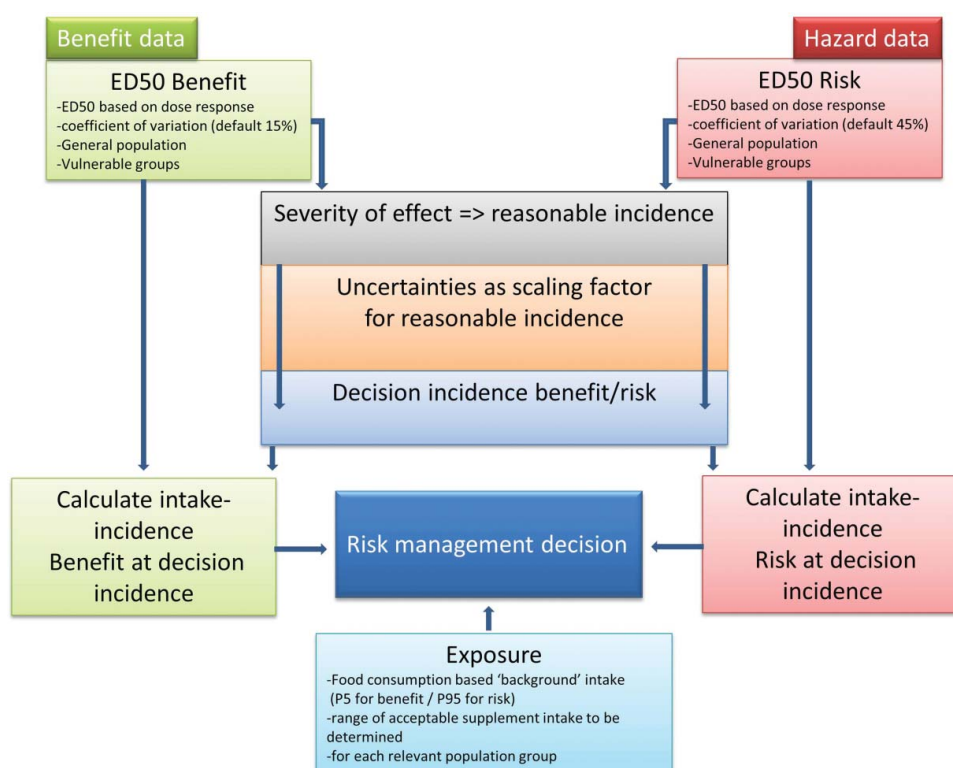 Benefit data
ED50 Benefit
-ED50 based on dose response
-coefficient of variation (default 15%)
-General population
-Vulnerable groups
Hazard data
ED50 Risk
-ED50 based on dose response
-coefficient of variation (default 45%)
-General population
-Vulnerable groups
Severity of effect => reasonable incidence
Uncertainties as scaling factor
for reasonable incidence
Decision incidence benefit/risk
Calculate intake-
incidence
Benefit at decision
incidence
Risk management decision
Calculate intake-
incidence
Risk at decision
incidence
Exposure
-Food consumption based ‘background’ intake
(P5 for benefit / P95 for risk)
-range of acceptable supplement intake to be
determined
-for each relevant population group